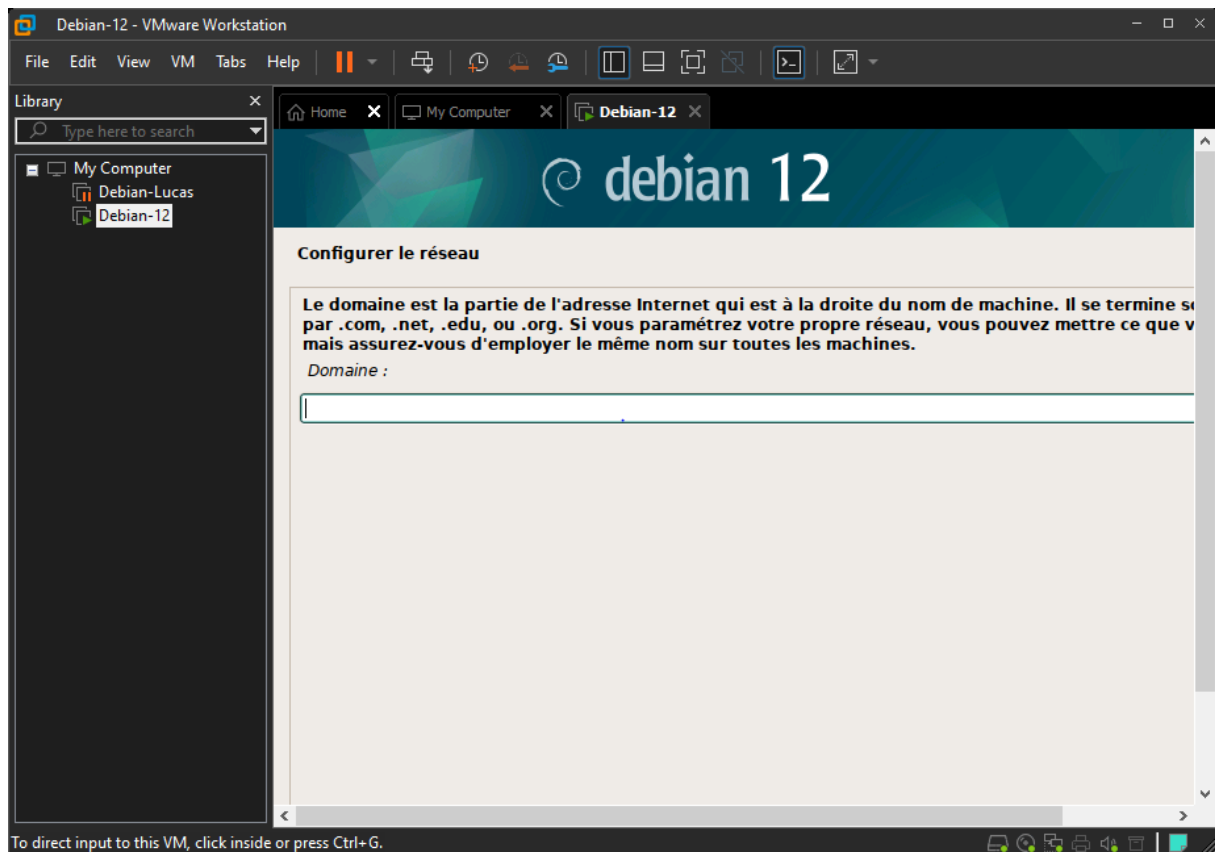 Debian-12 - VMware Workstation
File Edit View VM Tabs Help
Library
Type here to search
My Computer
Debian-Lucas
Debian-12
Home
My Computer
Debian-12
debian 12
Configurer le réseau
Le domaine est la partie de l'adresse Internet qui est à la droite du nom de machine. Il se termine
par .com, .net, .edu, ou .org. Si vous paramétrez votre propre réseau, vous pouvez mettre ce que
mais assurez-vous d'employer le même nom sur toutes les machines.
Domaine :
To direct input to this VM, click inside or press Ctrl+G.